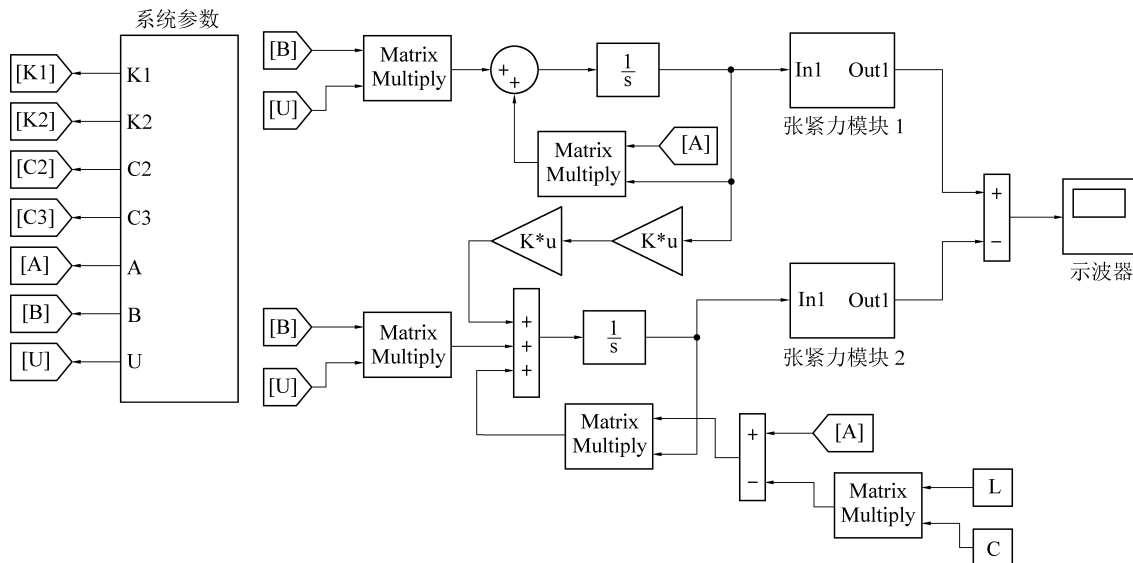 系统参数
[K1]
K1
[K2]
K2
[C2]
C2
[C3]
C3
[A]
A
[B]
B
[U]
U
[B]
[U]
Matrix
Multiply
+
+
1
s
In1 Out1
张紧力模块 1
Matrix
Multiply
[A]
K*u
K*u
+
−
示波器
[B]
[U]
Matrix
Multiply
+
+
+
1
s
In1 Out1
张紧力模块 2
Matrix
Multiply
+
−
[A]
Matrix
Multiply
L
C